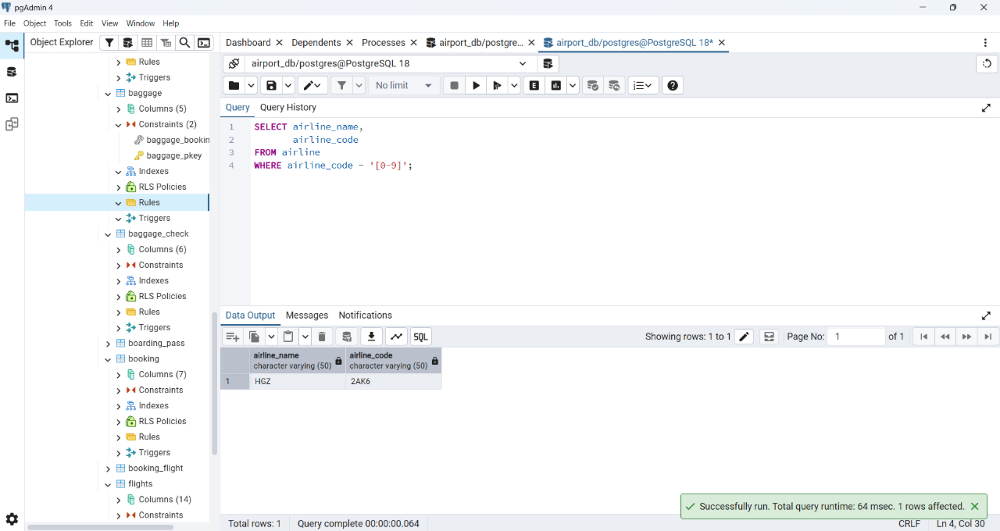 pgAdmin 4
File Object Tools Edit View Window Help
Object Explorer
Dashboard Dependents Processes airport_db/postgre... airport_db/postgres@PostgreSQL 18*
airport_db/postgres@PostgreSQL 18
No limit
E
Query Query History
1 SELECT airline_name,
2 airline_code
3 FROM airline
4 WHERE airline_code ~ '[0-9]';
Rules
Triggers
baggage
Columns (5)
Constraints (2)
baggage_bookin
baggage_pkey
Indexes
RLS Policies
Rules
Triggers
baggage_check
Columns (6)
Constraints
Indexes
RLS Policies
Rules
Triggers
boarding_pass
booking
Columns (7)
Constraints
Indexes
RLS Policies
Rules
Triggers
booking_flight
flights
Columns (14)
Constraints
Data Output Messages Notifications
SQL Showing rows: 1 to 1 Page No: 1 of 1
airline_name airline_code
character varying (50) character varying (50)
1 HGZ 2AK6
Successfully run. Total query runtime: 64 msec. 1 rows affected.
Total rows: 1 Query complete 00:00:00.064 CRLF Ln 4, Col 30